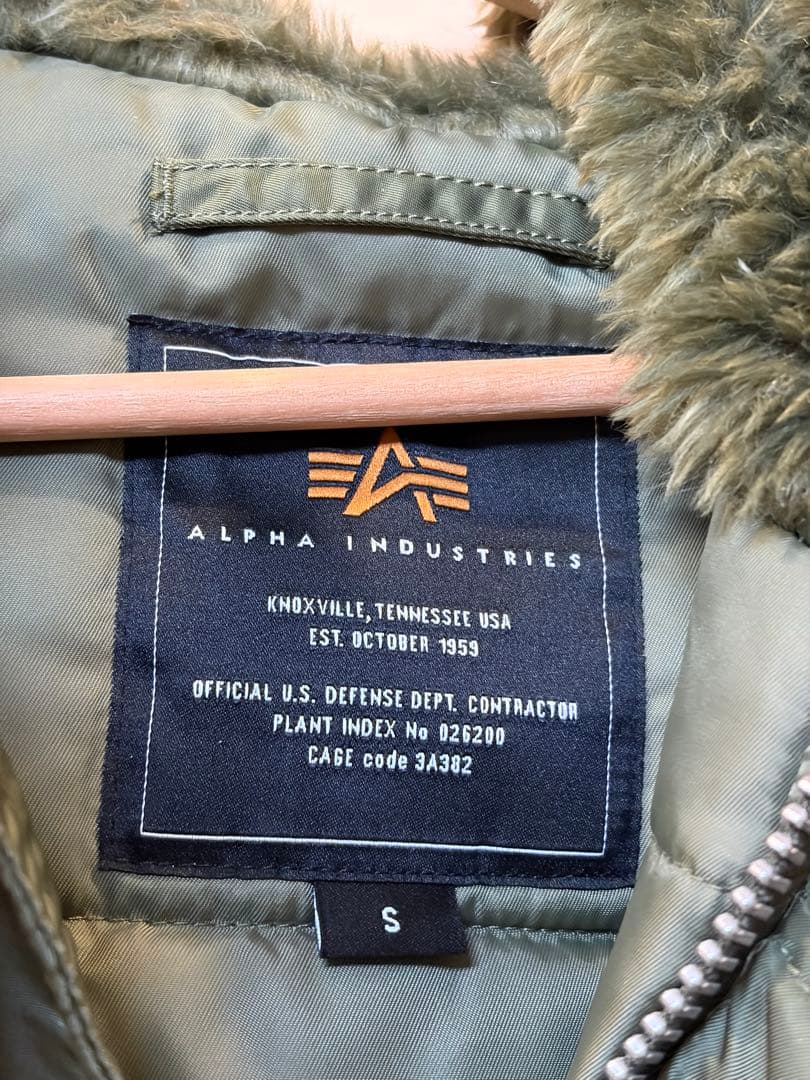 ALPHA INDUSTRIES
KNOXVILLE, TENNESSEE USA
EST. OCTOBER 1959
OFFICIAL U.S. DEFENSE DEPT. CONTRACTOR
PLANT INDEX No 026200
CAGE code 3A382
S